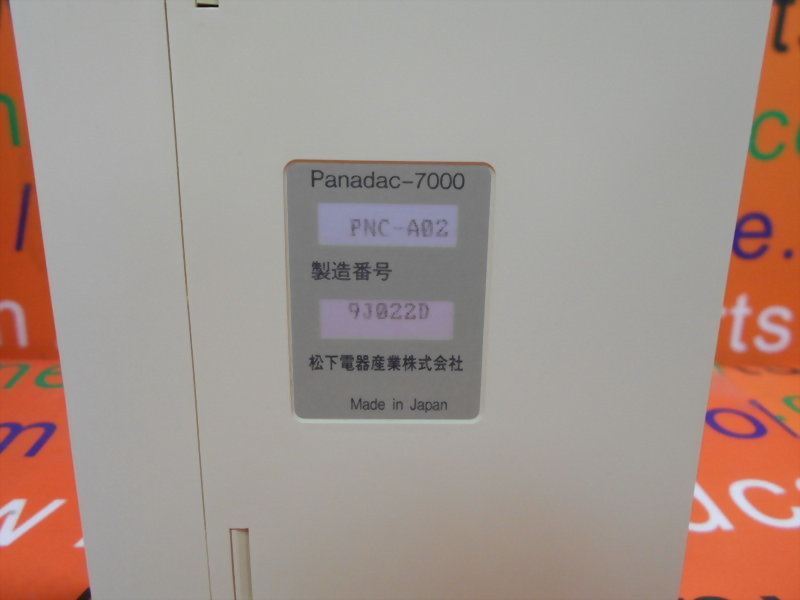 Panadac-7000
PNC-A02
製造番号
9J022D
松下電器産業株式会社
Made in Japan